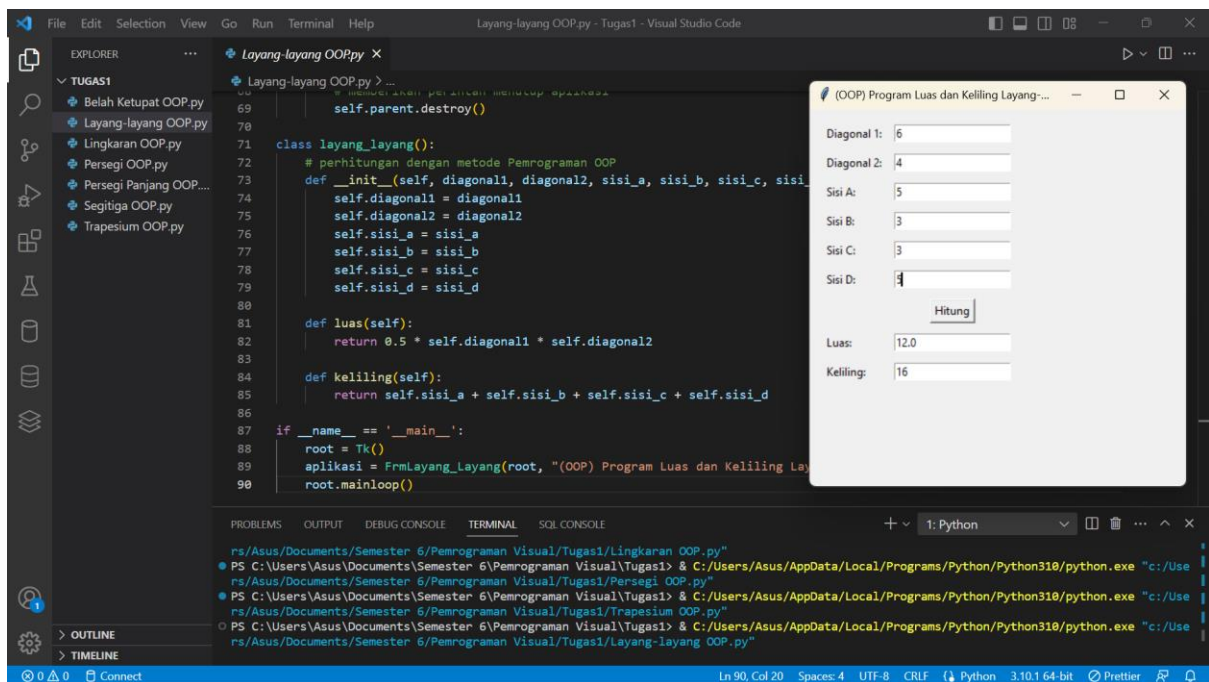 File Edit Selection View Go Run Terminal Help
Layang-layang OOP.py - Tugas1 - Visual Studio Code
EXPLORER
TUGAS1
Belah Ketupat OOP.py
Layang-layang OOP.py
Lingkaran OOP.py
Persegi OOP.py
Persegi Panjang OOP....
Segitiga OOP.py
Trapesium OOP.py
OUTLINE
TIMELINE
Layang-layang OOP.py
Layang-layang OOP.py > ...
# memberikan perintah menutup aplikasi
69 self.parent.destroy()
70
71 class layang_layang():
72 # perhitungan dengan metode Pemrograman OOP
73 def __init__(self, diagonal1, diagonal2, sisi_a, sisi_b, sisi_c, sisi_
74 self.diagonal1 = diagonal1
75 self.diagonal2 = diagonal2
76 self.sisi_a = sisi_a
77 self.sisi_b = sisi_b
78 self.sisi_c = sisi_c
79 self.sisi_d = sisi_d
80
81 def luas(self):
82 return 0.5 * self.diagonal1 * self.diagonal2
83
84 def keliling(self):
85 return self.sisi_a + self.sisi_b + self.sisi_c + self.sisi_d
86
87 if __name__ == '__main__':
88 root = Tk()
89 aplikasi = FrmLayang_Layang(root, "(OOP) Program Luas dan Keliling Lay
90 root.mainloop()
(OOP) Program Luas dan Keliling Layang-...
Diagonal 1: 6
Diagonal 2: 4
Sisi A: 5
Sisi B: 3
Sisi C: 3
Sisi D: 5
Hitung
Luas: 12.0
Keliling: 16
PROBLEMS OUTPUT DEBUG CONSOLE TERMINAL SQL CONSOLE
1: Python
rs/Asus/Documents/Semester 6/Pemrograman Visual/Tugas1/Lingkaran OOP.py"
PS C:\Users\Asus\Documents\Semester 6\Pemrograman Visual\Tugas1> & C:/Users/Asus/AppData/Local/Programs/Python/Python310/python.exe "c:/Use
rs/Asus/Documents/Semester 6/Pemrograman Visual/Tugas1/Persegi OOP.py"
PS C:\Users\Asus\Documents\Semester 6\Pemrograman Visual\Tugas1> & C:/Users/Asus/AppData/Local/Programs/Python/Python310/python.exe "c:/Use
rs/Asus/Documents/Semester 6/Pemrograman Visual/Tugas1/Trapesium OOP.py"
PS C:\Users\Asus\Documents\Semester 6\Pemrograman Visual\Tugas1> & C:/Users/Asus/AppData/Local/Programs/Python/Python310/python.exe "c:/Use
rs/Asus/Documents/Semester 6/Pemrograman Visual/Tugas1/Layang-layang OOP.py"
1
0 0 Connect
Ln 90, Col 20 Spaces: 4 UTF-8 CRLF Python 3.10.1 64-bit Prettier